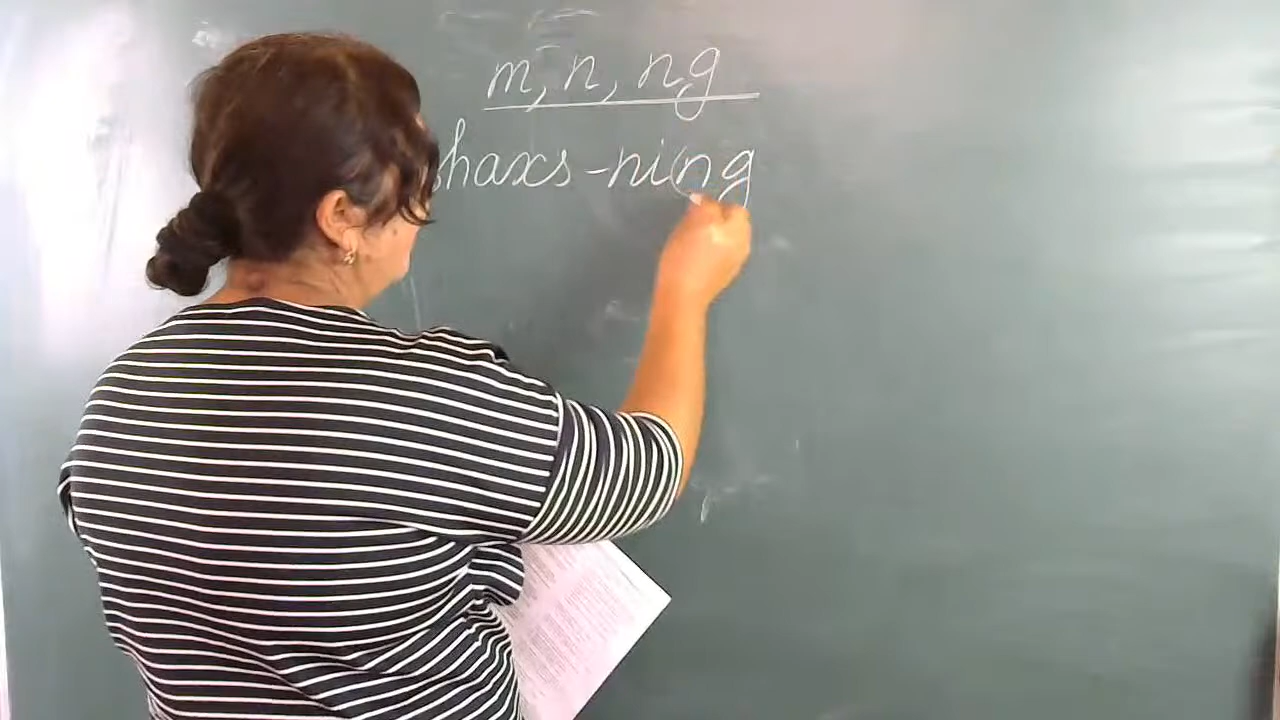 m, n, ng
shaxs -ning